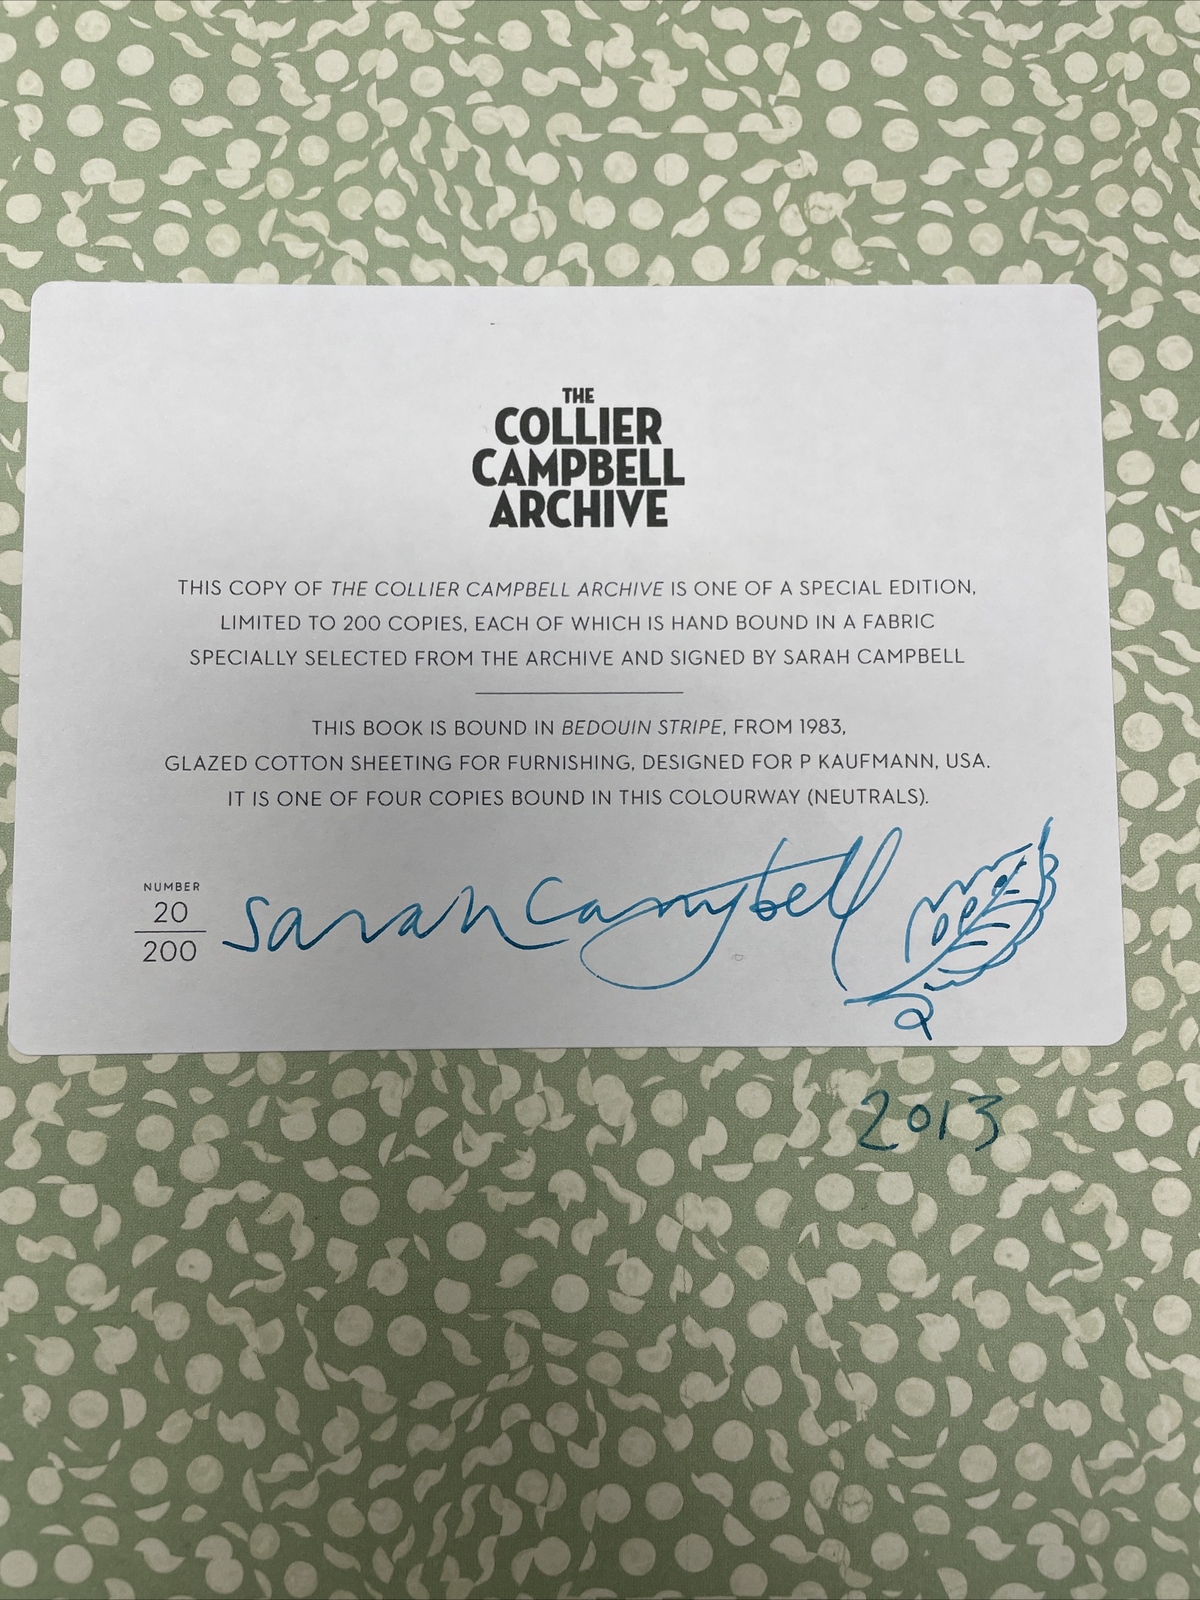 THE
COLLIER
CAMPBELL
ARCHIVE
THIS COPY OF THE COLLIER CAMPBELL ARCHIVE IS ONE OF A SPECIAL EDITION,
LIMITED TO 200 COPIES, EACH OF WHICH IS HAND BOUND IN A FABRIC
SPECIALLY SELECTED FROM THE ARCHIVE AND SIGNED BY SARAH CAMPBELL
THIS BOOK IS BOUND IN BEDOUIN STRIPE, FROM 1983,
GLAZED COTTON SHEETING FOR FURNISHING, DESIGNED FOR P KAUFMANN, USA.
IT IS ONE OF FOUR COPIES BOUND IN THIS COLOURWAY (NEUTRALS).
NUMBER
20
200
Sarah Campbell
2013